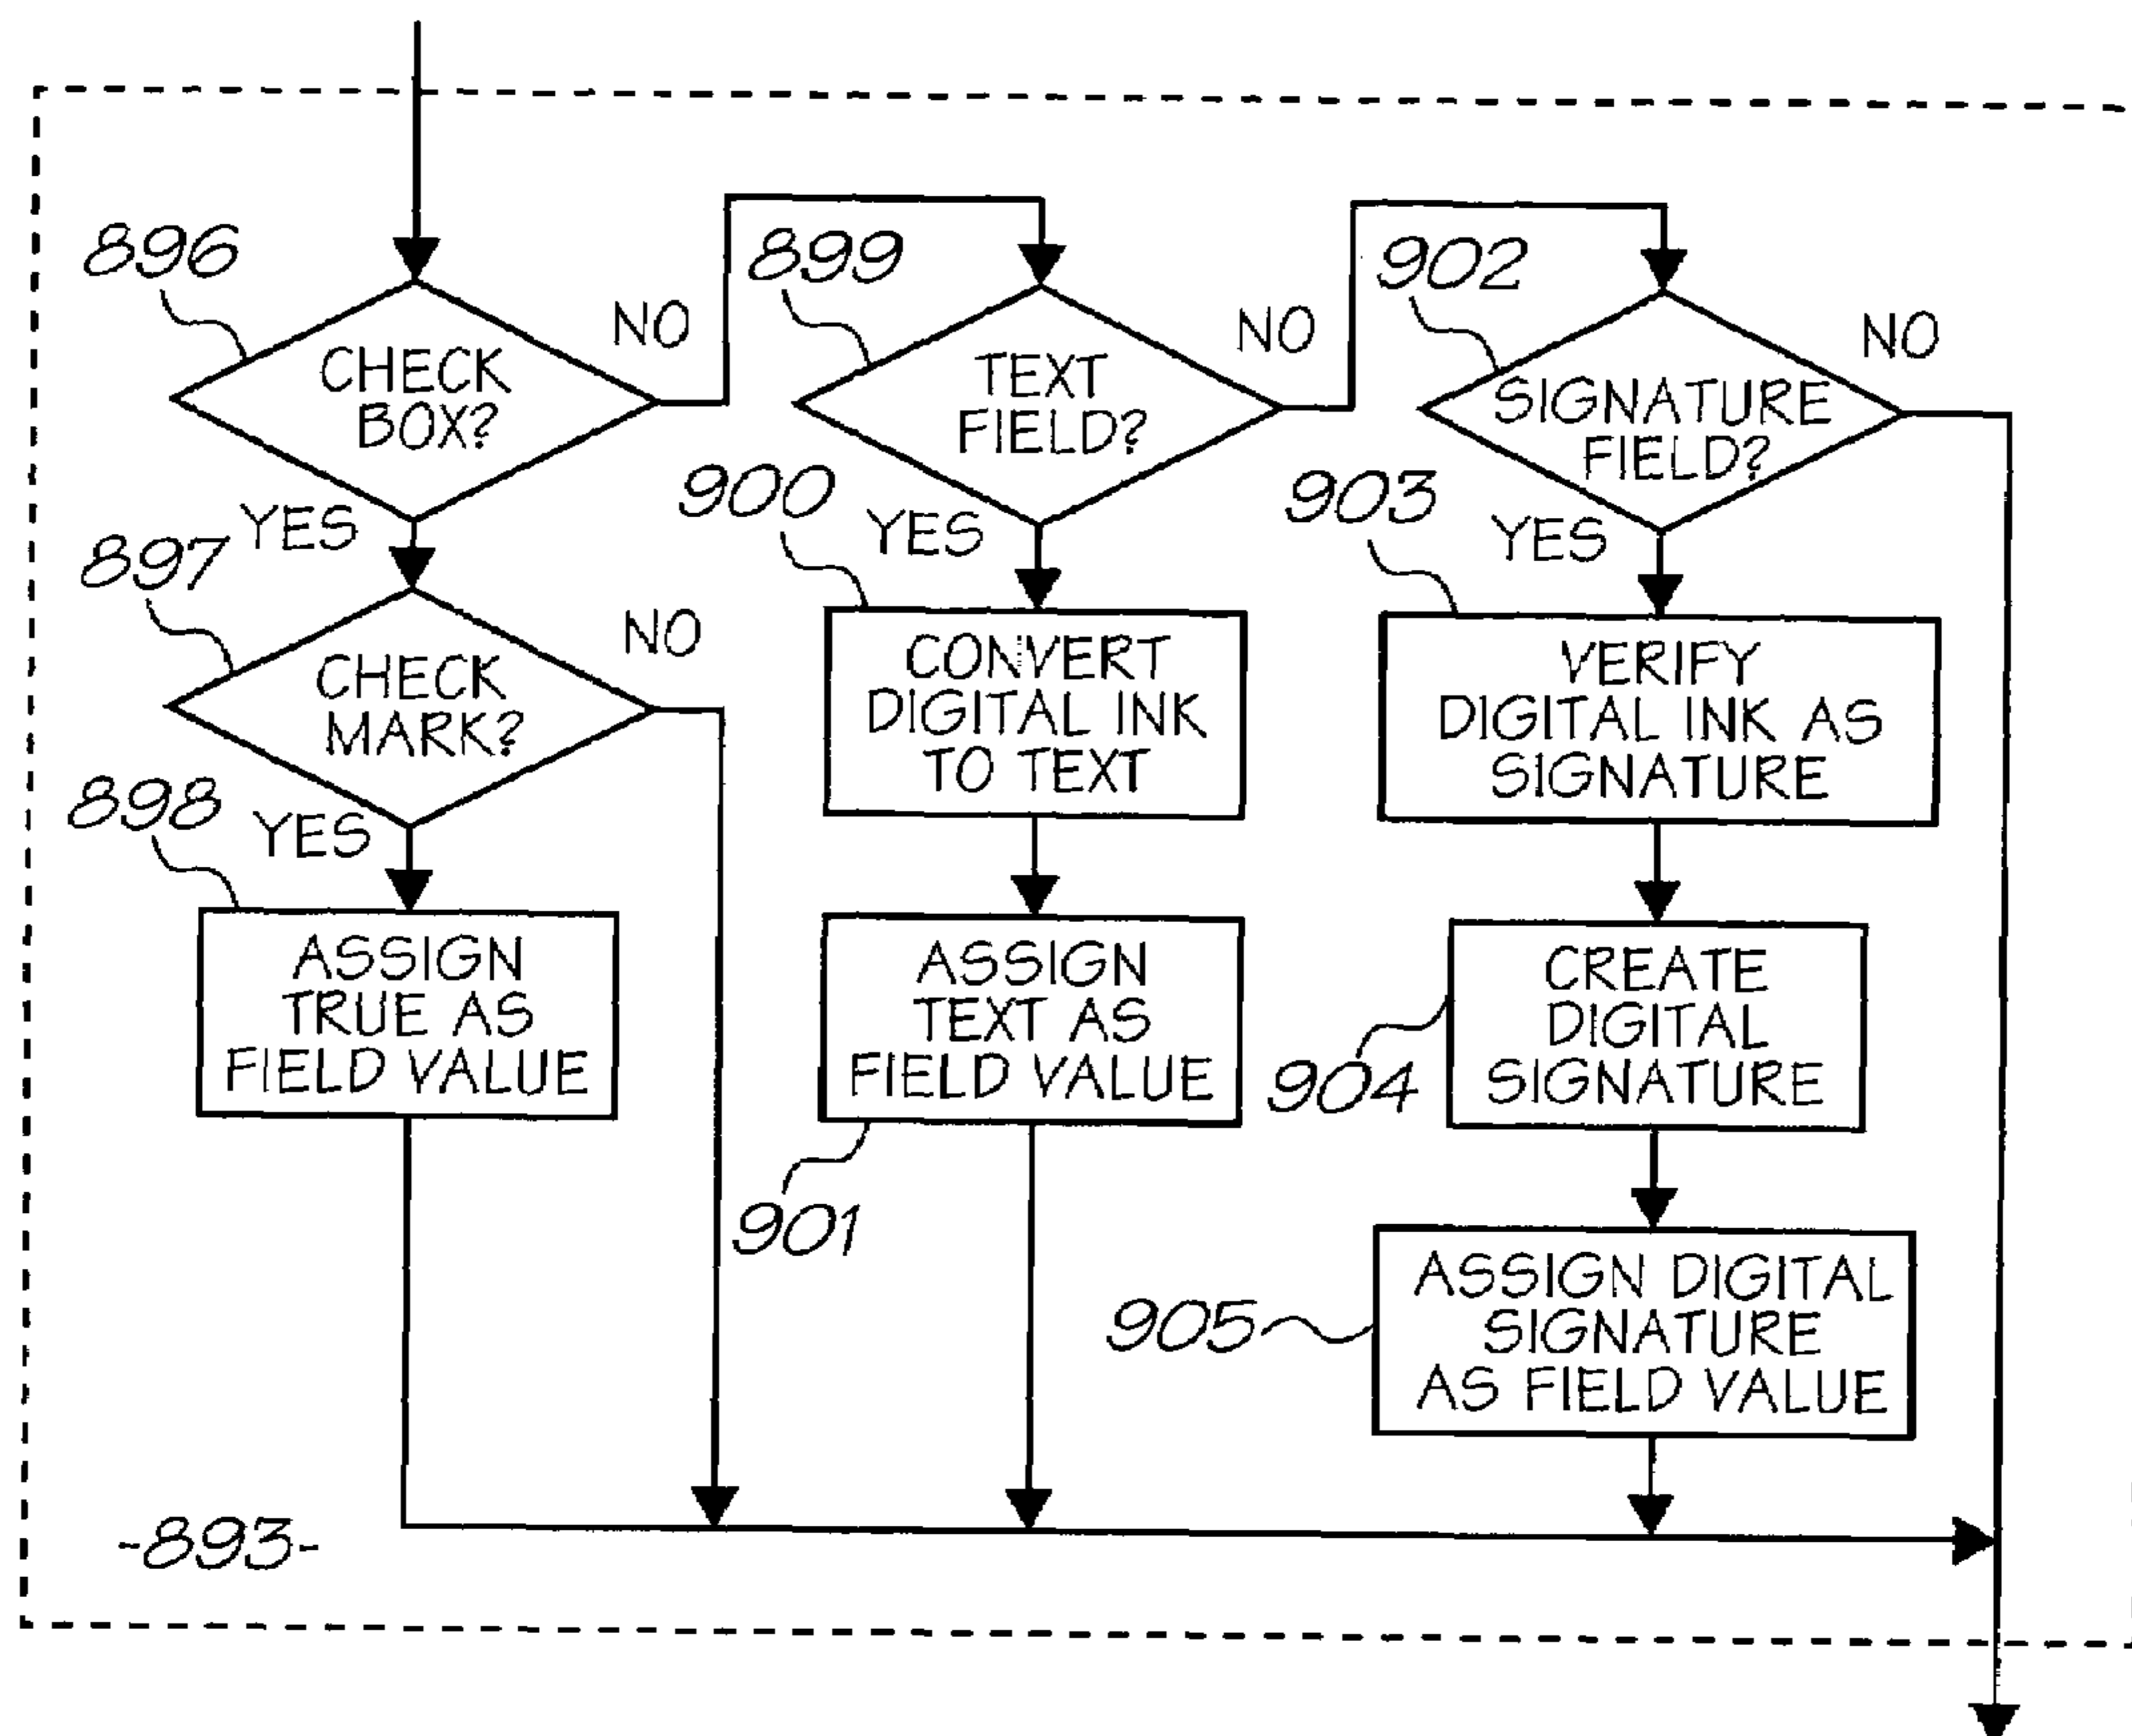 896
CHECK
BOX?
NO
YES
897
CHECK
MARK?
NO
YES
898
ASSIGN
TRUE AS
FIELD VALUE
899
TEXT
FIELD?
NO
YES
900
CONVERT
DIGITAL INK
TO TEXT
ASSIGN
TEXT AS
FIELD VALUE
901
902
SIGNATURE
FIELD?
NO
YES
903
VERIFY
DIGITAL INK AS
SIGNATURE
CREATE
DIGITAL
SIGNATURE
904
ASSIGN DIGITAL
SIGNATURE
AS FIELD VALUE
905
-893-